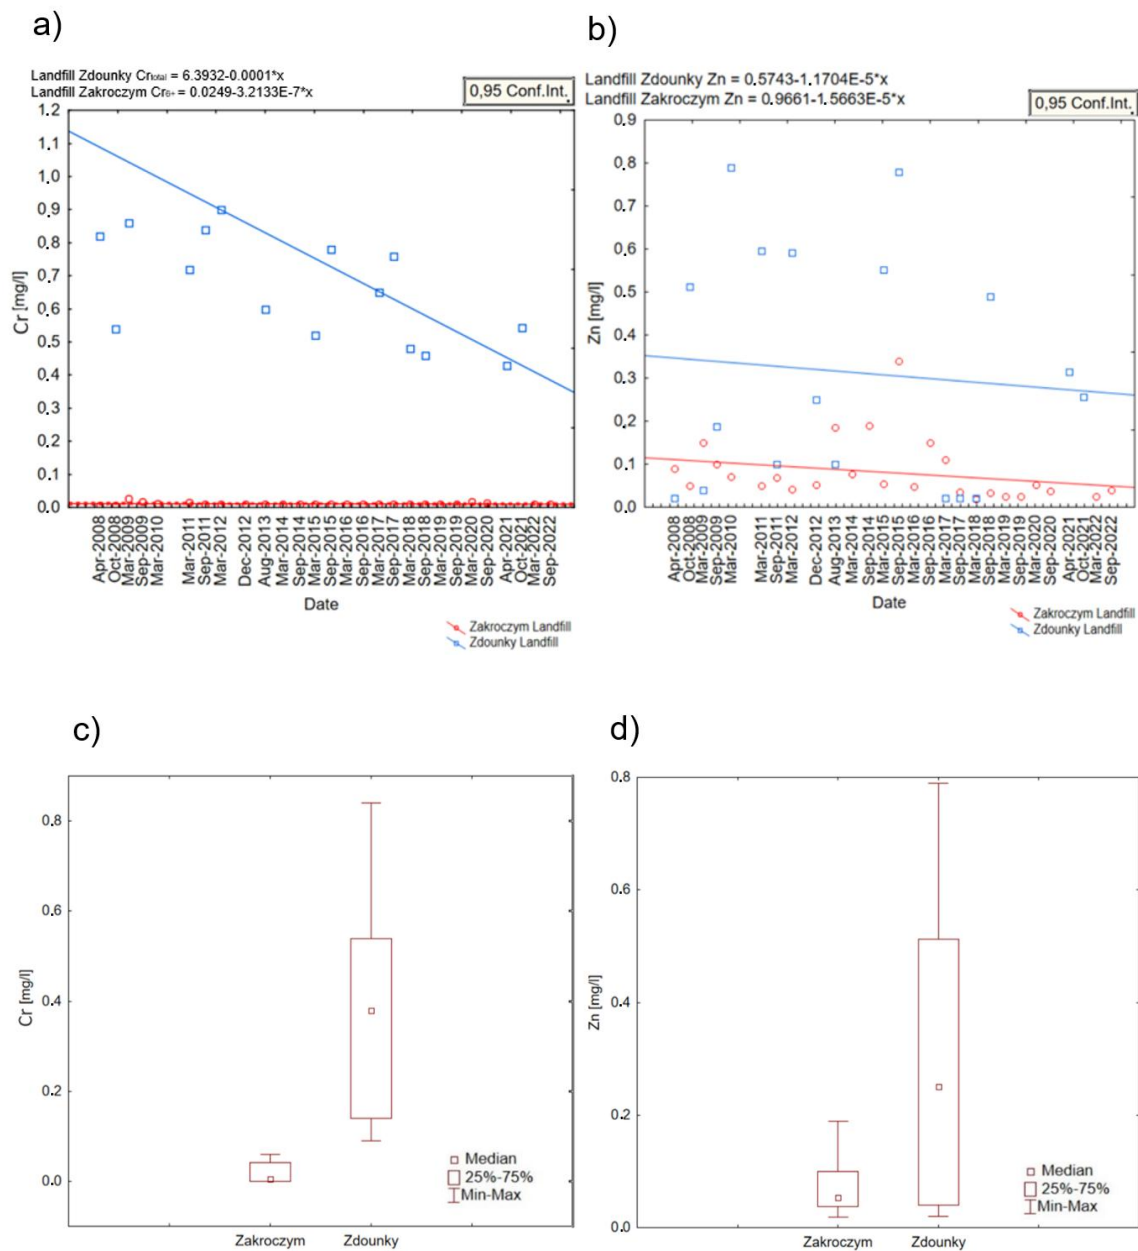 a)
Landfill Zdounky Crtotal = 6.3932-0.0001*x
Landfill Zakroczym Cr6+ = 0.0249-3.2133E-7*x
0,95 Conf.Int.
1.2
1.1
1.0
0.9
0.8
0.7
0.6
0.5
0.4
0.3
0.2
0.1
0.0
Cr [mg/l]
Apr-2008
Oct-2008
Mar-2009
Sep-2009
Mar-2010
Mar-2011
Sep-2011
Mar-2012
Dec-2012
Aug-2013
Mar-2014
Sep-2014
Mar-2015
Sep-2015
Mar-2016
Sep-2016
Mar-2017
Sep-2017
Mar-2018
Sep-2018
Mar-2019
Sep-2019
Mar-2020
Sep-2020
Apr-2021
Oct-2021
Mar-2022
Sep-2022
Date
Zakroczym Landfill
Zdounky Landfill
b)
Landfill Zdounky Zn = 0.5743-1.1704E-5*x
Landfill Zakroczym Zn = 0.9661-1.5663E-5*x
0,95 Conf.Int.
0.9
0.8
0.7
0.6
0.5
0.4
0.3
0.2
0.1
0.0
Zn [mg/l]
Apr-2008
Oct-2008
Mar-2009
Sep-2009
Mar-2010
Mar-2011
Sep-2011
Mar-2012
Dec-2012
Aug-2013
Mar-2014
Sep-2014
Mar-2015
Sep-2015
Mar-2016
Sep-2016
Mar-2017
Sep-2017
Mar-2018
Sep-2018
Mar-2019
Sep-2019
Mar-2020
Sep-2020
Apr-2021
Oct-2021
Mar-2022
Sep-2022
Date
Zakroczym Landfill
Zdounky Landfill
c)
0.8
0.6
0.4
0.2
0.0
Cr [mg/l]
Median
25%-75%
Min-Max
Zakroczym
Zdounky
d)
0.8
0.6
0.4
0.2
0.0
Zn [mg/l]
Median
25%-75%
Min-Max
Zakroczym
Zdounky